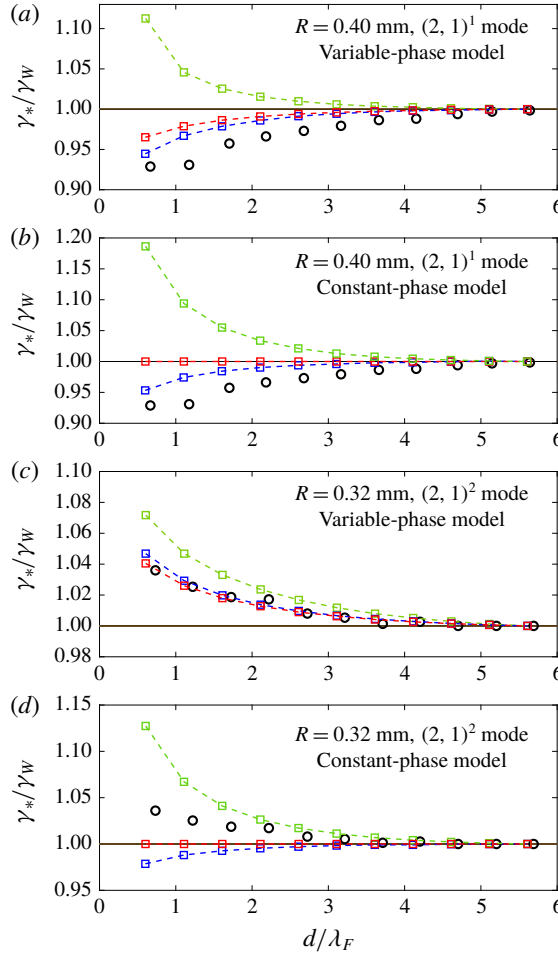 (a)
1.15
1.10
1.05
1.00
0.95
0.90
γ*/γW
R = 0.40 mm, (2, 1)¹ mode
Variable-phase model
0 1 2 3 4 5 6
(b)
1.20
1.15
1.10
1.05
1.00
0.95
0.90
γ*/γW
R = 0.40 mm, (2, 1)¹ mode
Constant-phase model
0 1 2 3 4 5 6
(c)
1.10
1.08
1.06
1.04
1.02
1.00
0.98
γ*/γW
R = 0.32 mm, (2, 1)² mode
Variable-phase model
0 1 2 3 4 5 6
(d)
1.15
1.10
1.05
1.00
0.95
γ*/γW
R = 0.32 mm, (2, 1)² mode
Constant-phase model
0 1 2 3 4 5 6
d/λF